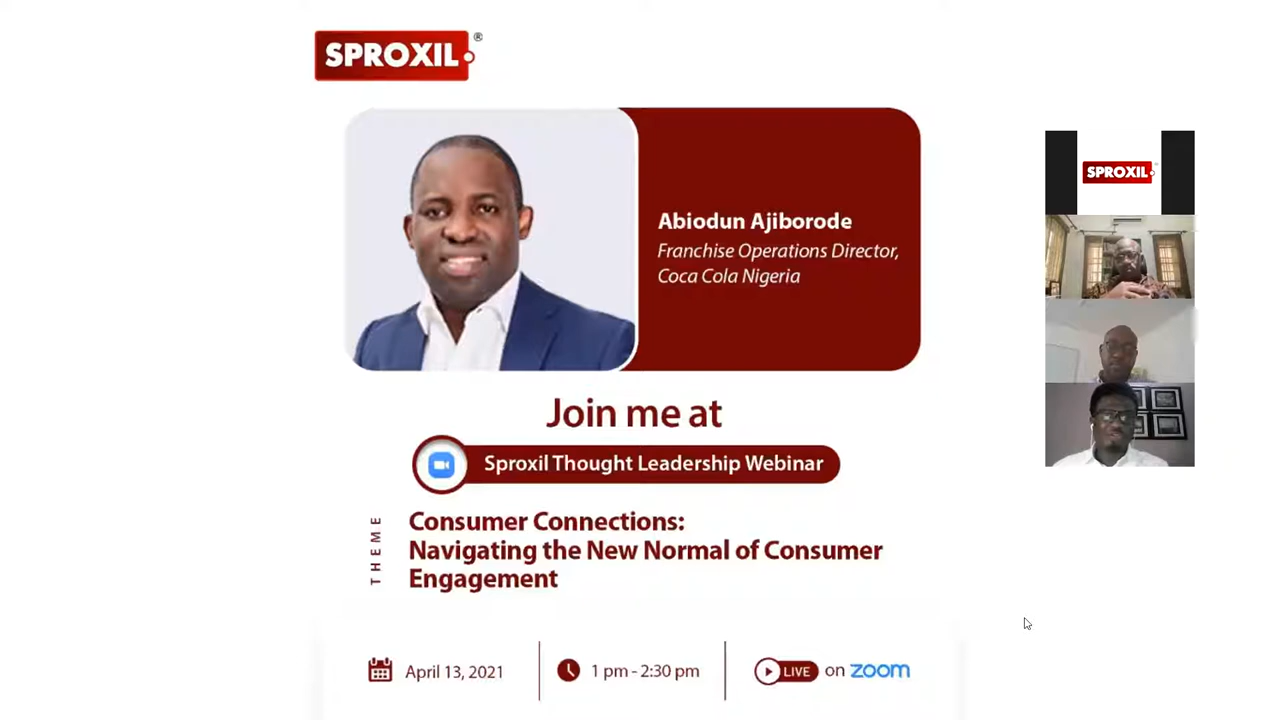 SPROXIL®
Abiodun Ajiborode
Franchise Operations Director,
Coca Cola Nigeria
Join me at
Sproxil Thought Leadership Webinar
THEME
Consumer Connections:
Navigating the New Normal of Consumer
Engagement
April 13, 2021
1 pm - 2:30 pm
LIVE on zoom
SPROXIL